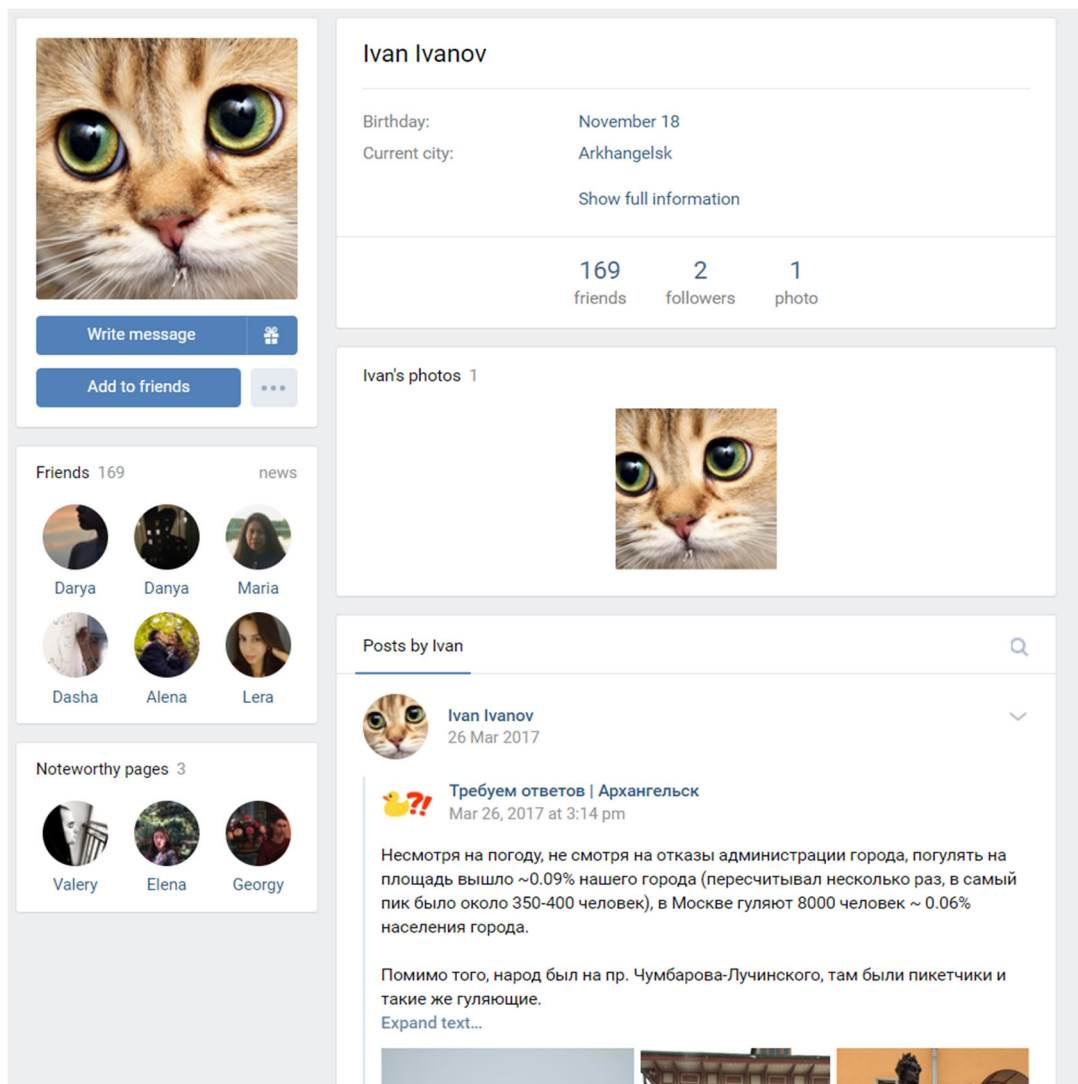 Ivan Ivanov
Birthday: November 18
Current city: Arkhangelsk
Show full information
169 2 1
friends followers photo
Write message
Add to friends
Ivan's photos 1
Friends 169 news
Darya Danya Maria
Dasha Alena Lera
Noteworthy pages 3
Valery Elena Georgy
Posts by Ivan
Ivan Ivanov
26 Mar 2017
?!
Требуем ответов | Архангельск
Mar 26, 2017 at 3:14 pm
Несмотря на погоду, не смотря на отказы администрации города, погулять на
площадь вышло ~0.09% нашего города (пересчитывал несколько раз, в самый
пик было около 350-400 человек), в Москве гуляют 8000 человек ~ 0.06%
населения города.
Помимо того, народ был на пр. Чумбарова-Лучинского, там были пикетчики и
такие же гуляющие.
Expand text...